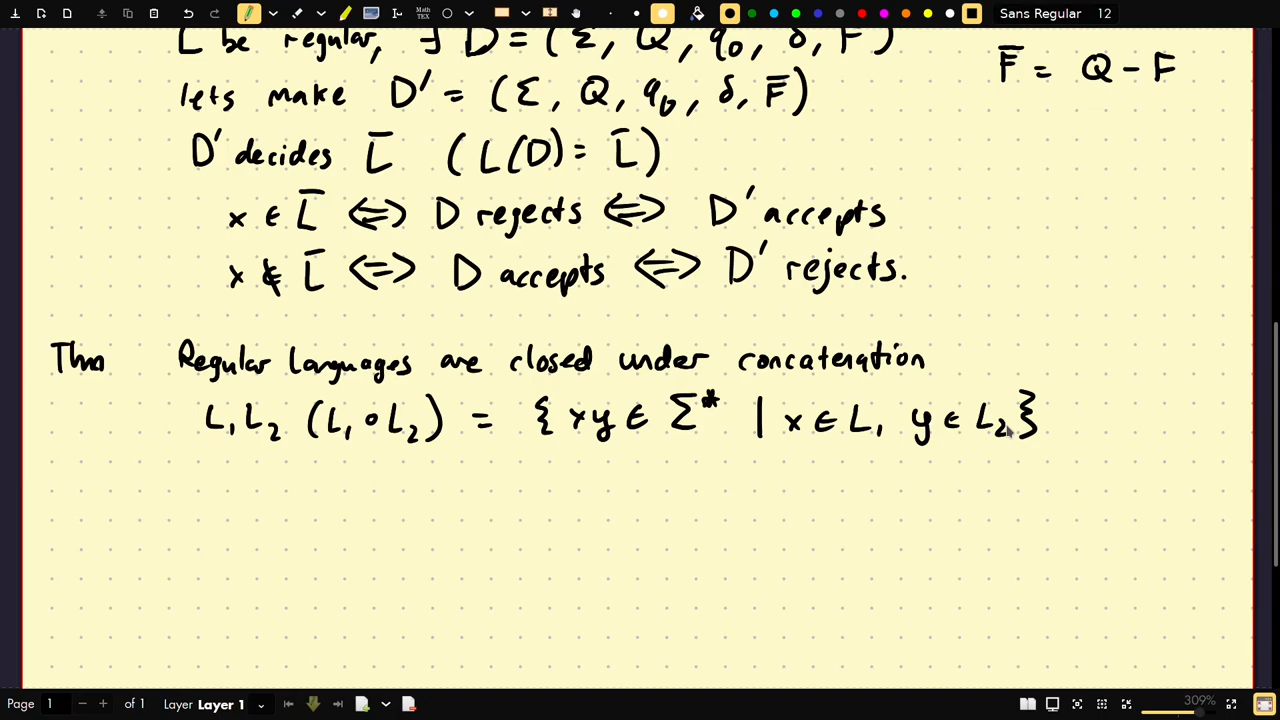 Sans Regular 12
L be regular, ∃ D = (Σ, Q, q₀, δ, F)
F̅ = Q - F
lets make D' = (Σ, Q, q₀, δ, F̅)
D' decides L̅ (L(D) = L̅)
x ∈ L̅ ⟺ D rejects ⟺ D' accepts
x ∉ L̅ ⟺ D accepts ⟺ D' rejects.
Thm Regular languages are closed under concatenation
L₁L₂ (L₁ ∘ L₂) = { xy ∈ Σ* | x ∈ L₁ y ∈ L₂}
Page 1 of 1 Layer Layer 1 309%